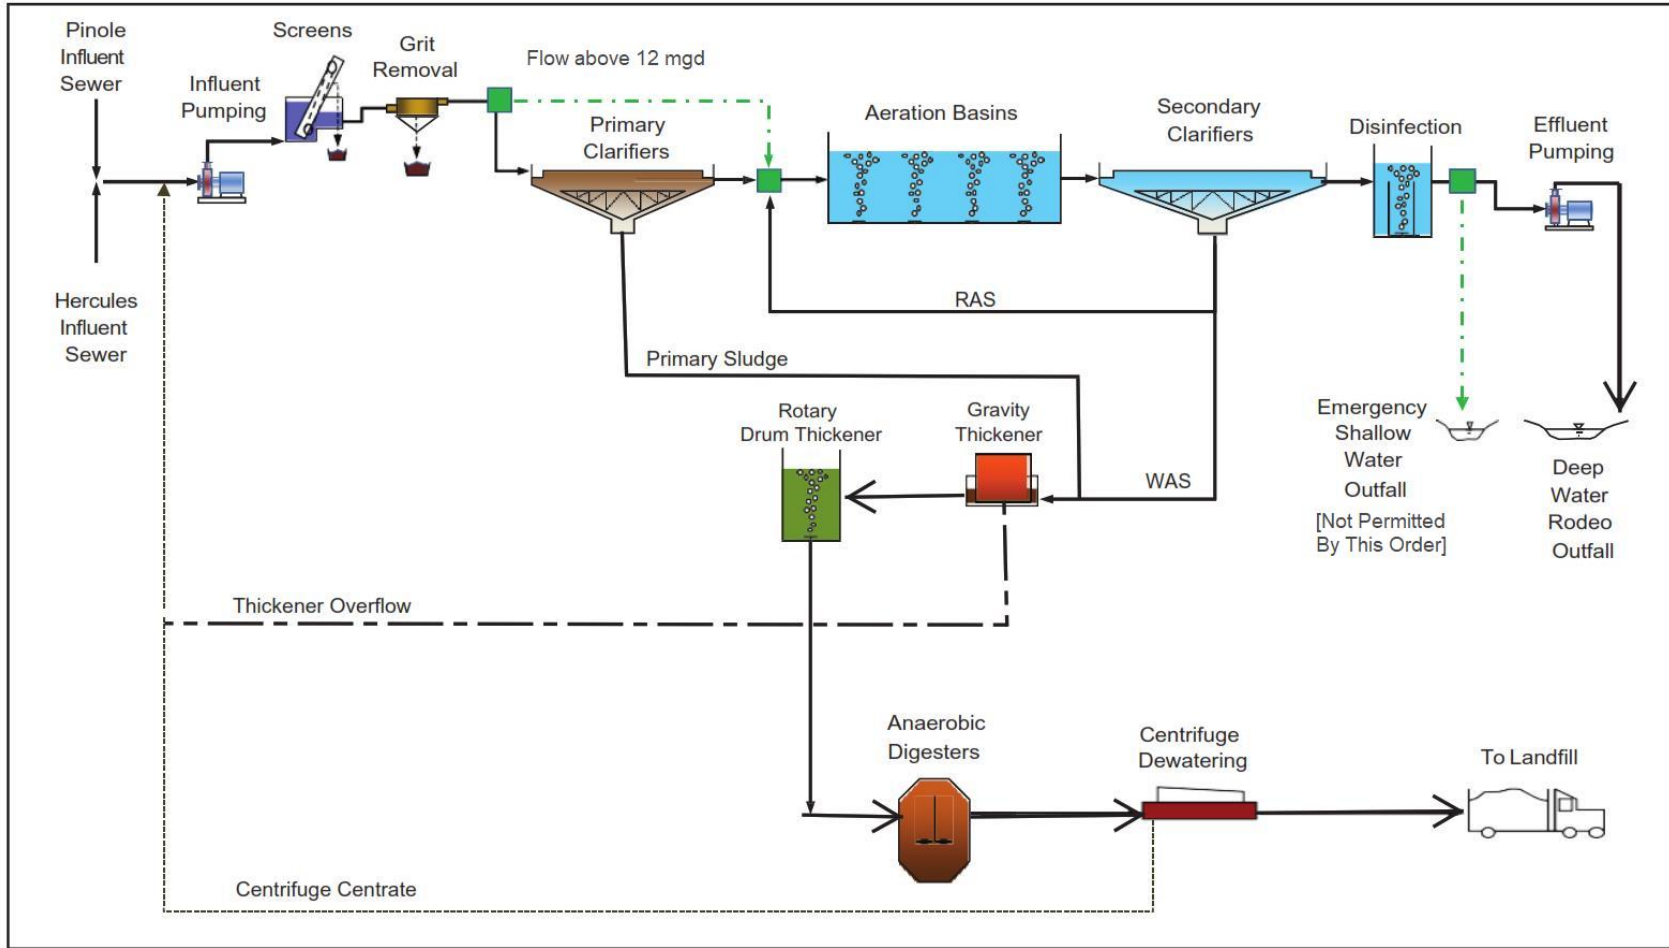 Pinole
Influent
Sewer
Screens
Grit
Removal
Influent
Pumping
Flow above 12 mgd
Primary
Clarifiers
Aeration Basins
Secondary
Clarifiers
Disinfection
Effluent
Pumping
Hercules
Influent
Sewer
RAS
Primary Sludge
Rotary
Drum Thickener
Gravity
Thickener
WAS
Emergency
Shallow
Water
Outfall
[Not Permitted
By This Order]
Deep
Water
Rodeo
Outfall
Thickener Overflow
Anaerobic
Digesters
Centrifuge
Dewatering
To Landfill
Centrifuge Centrate